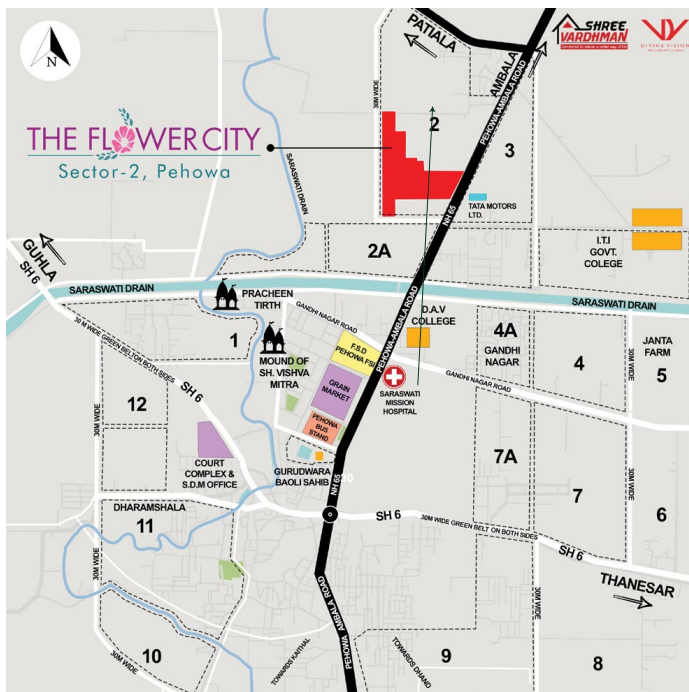 PATIALA
SHREE
VARDHMAN
DIVINE VISION
N
AMBALA
PEHOWA-AMBALA ROAD
30M WIDE
2
3
THE FLOWER CITY
Sector-2, Pehowa
SARASWATI DRAIN
TATA MOTORS
LTD.
NH 65
2A
I.T.I
GOVT.
CULLEGE
GUHLA
SH 6
SARASWATI DRAIN
PRACHEEN
TIRTH
PEHOWA-AMBALA ROAD
SARASWATI DRAIN
GANDHI NAGAR ROAD
D.A.V
COLLEGE
4A
GANDHI
NAGAR
4
JANTA
FARM
5
30M WIDE
1
MOUND OF
SH. VISHVA
MITRA
F.S.D
PEHOWA FSI
30 M WIDE GREEN BELT ON BOTH SIDES
GRAIN
MARKET
SARASWATI
MISSION
HOSPITAL
GANDHI NAGAR ROAD
12
SH 6
PEHOWA
BUS
STAND
30M WIDE
COURT
COMPLEX &
S.D.M OFFICE
GURUDWARA
BAOLI SAHIB
NH 65
7A
7
6
DHARAMSHALA
11
SH 6
30M WIDE GREEN BELT ON BOTH SIDES
SH 6
THANESAR
30M WIDE
30M WIDE
PEHOWA AMBALA ROAD
10
30M WIDE
TOWARDS KAITHAL
TOWARDS DHAND
9
8